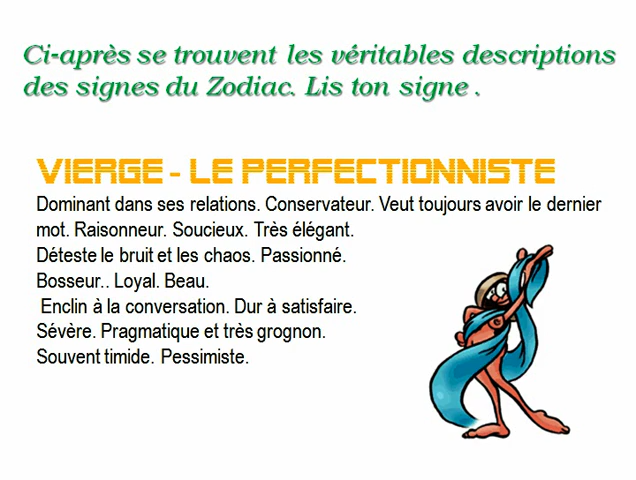 Ci-après se trouvent les véritables descriptions
des signes du Zodiac. Lis ton signe .
VIERGE - LE PERFECTIONNISTE
Dominant dans ses relations. Conservateur. Veut toujours avoir le dernier
mot. Raisonneur. Soucieux. Très élégant.
Déteste le bruit et les chaos. Passionné.
Bosseur.. Loyal. Beau.
Enclin à la conversation. Dur à satisfaire.
Sévère. Pragmatique et très grognon.
Souvent timide. Pessimiste.